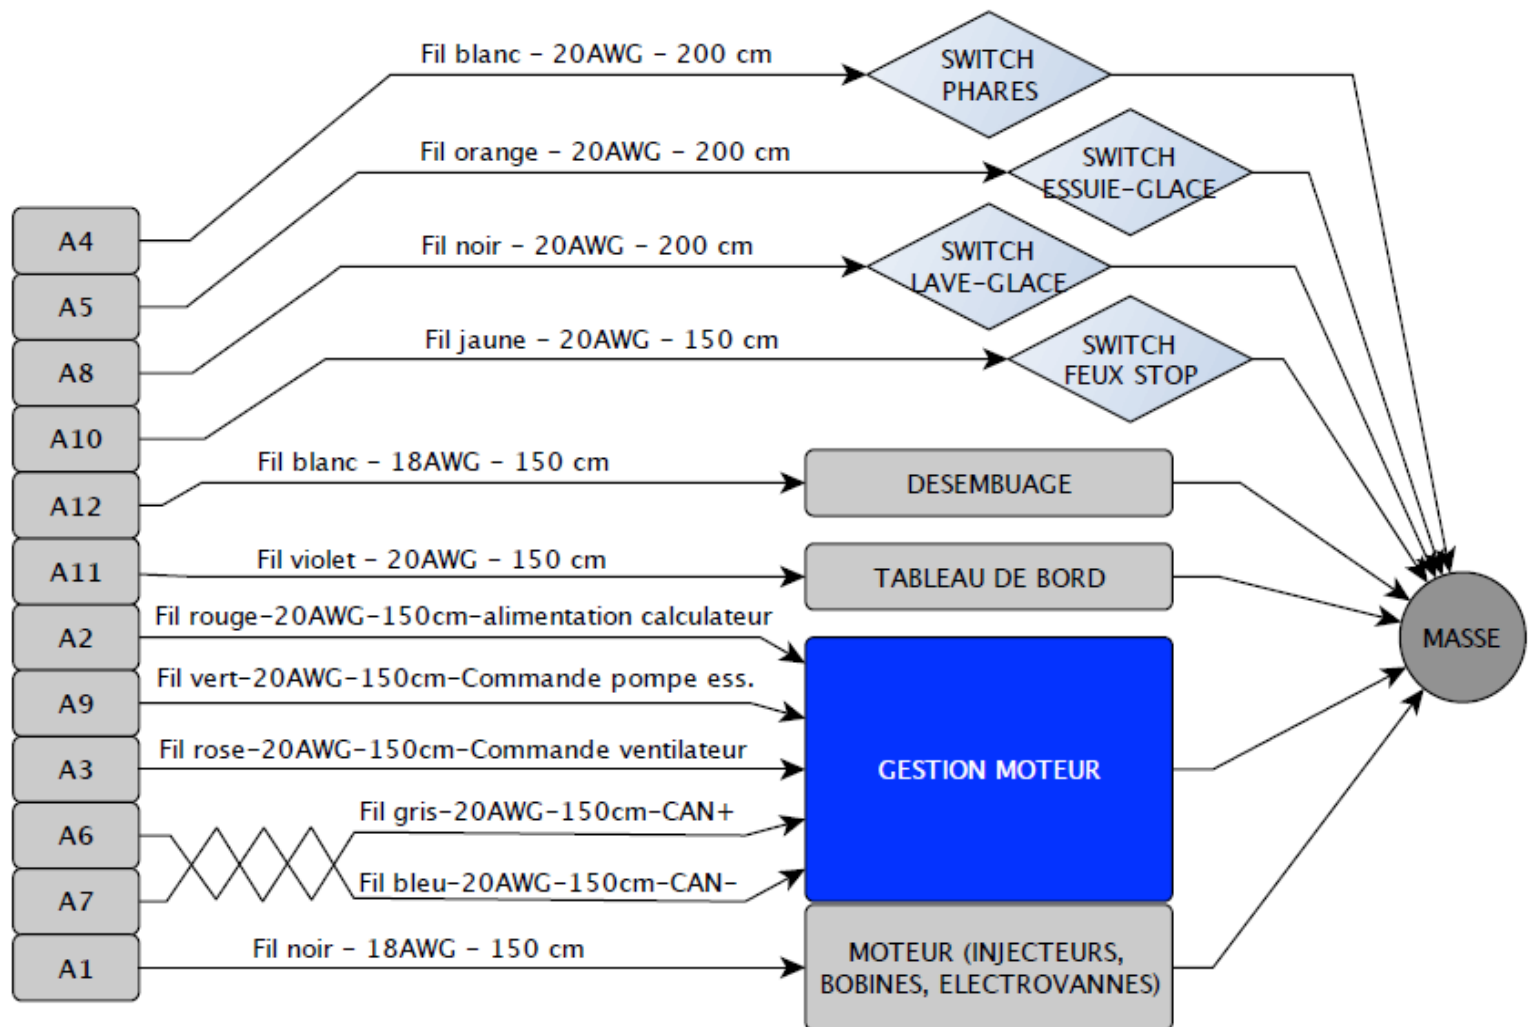 Fil blanc - 20AWG - 200 cm
SWITCH
PHARES
Fil orange - 20AWG - 200 cm
SWITCH
ESSUIE-GLACE
A4
Fil noir - 20AWG - 200 cm
SWITCH
LAVE-GLACE
A5
Fil jaune - 20AWG - 150 cm
SWITCH
FEUX STOP
A8
A10
Fil blanc - 18AWG - 150 cm
DESEMBUAGE
A12
Fil violet - 20AWG - 150 cm
TABLEAU DE BORD
A11
Fil rouge-20AWG-150cm-alimentation calculateur
A2
MASSE
Fil vert-20AWG-150cm-Commande pompe ess.
A9
Fil rose-20AWG-150cm-Commande ventilateur
A3
GESTION MOTEUR
Fil gris-20AWG-150cm-CAN+
A6
Fil bleu-20AWG-150cm-CAN-
A7
Fil noir - 18AWG - 150 cm
A1
MOTEUR (INJECTEURS,
BOBINES, ELECTROVANNES)